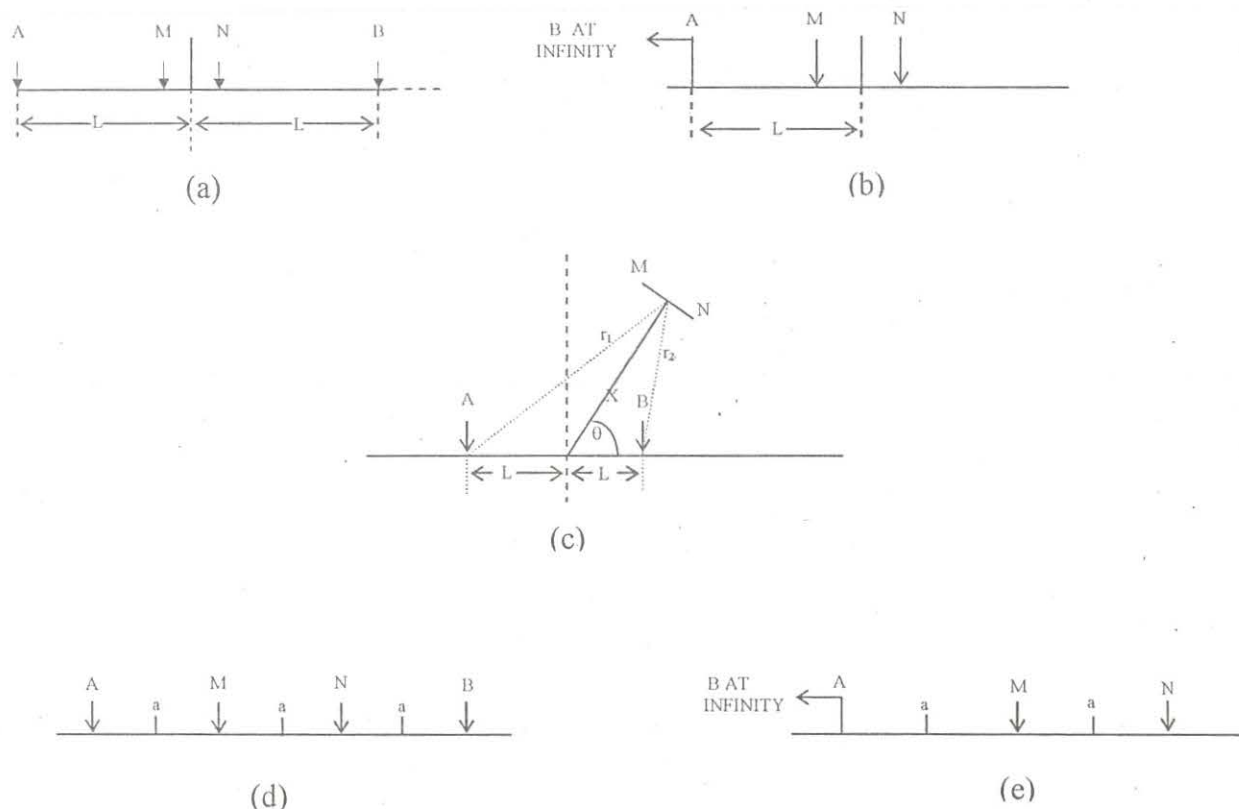 A M N B
L L
(a)
B AT
INFINITY
A M N
L
(b)
M
N
r₁
r₂
X
A B
θ
L L
(c)
A a M a N a B
(d)
B AT
INFINITY
A a M a N
(e)